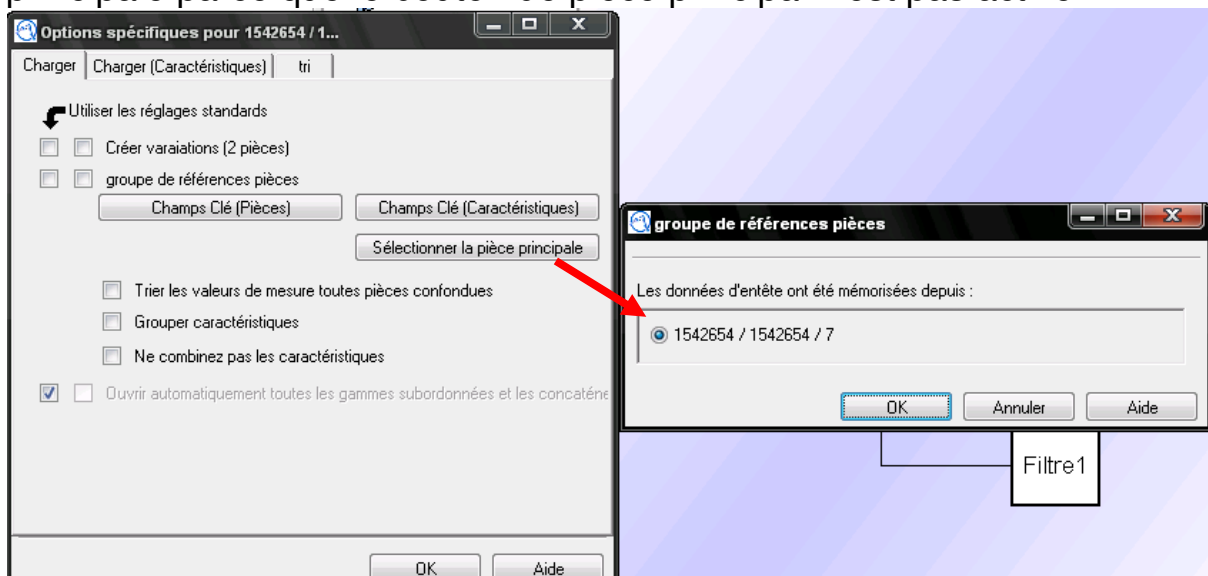 Options spécifiques pour 1542654 / 1...
Charger Charger (Caractéristiques) tri
Utiliser les réglages standards
Créer varaiations (2 pièces)
groupe de références pièces
Champs Clé (Pièces) Champs Clé (Caractéristiques)
Sélectionner la pièce principale
Trier les valeurs de mesure toutes pièces confondues
Grouper caractéristiques
Ne combinez pas les caractéristiques
Ouvrir automatiquement toutes les gammes subordonnées et les concaténe
OK Aide
groupe de références pièces
Les données d'entête ont été mémorisées depuis :
1542654 / 1542654 / 7
OK Annuler Aide
Filtre1